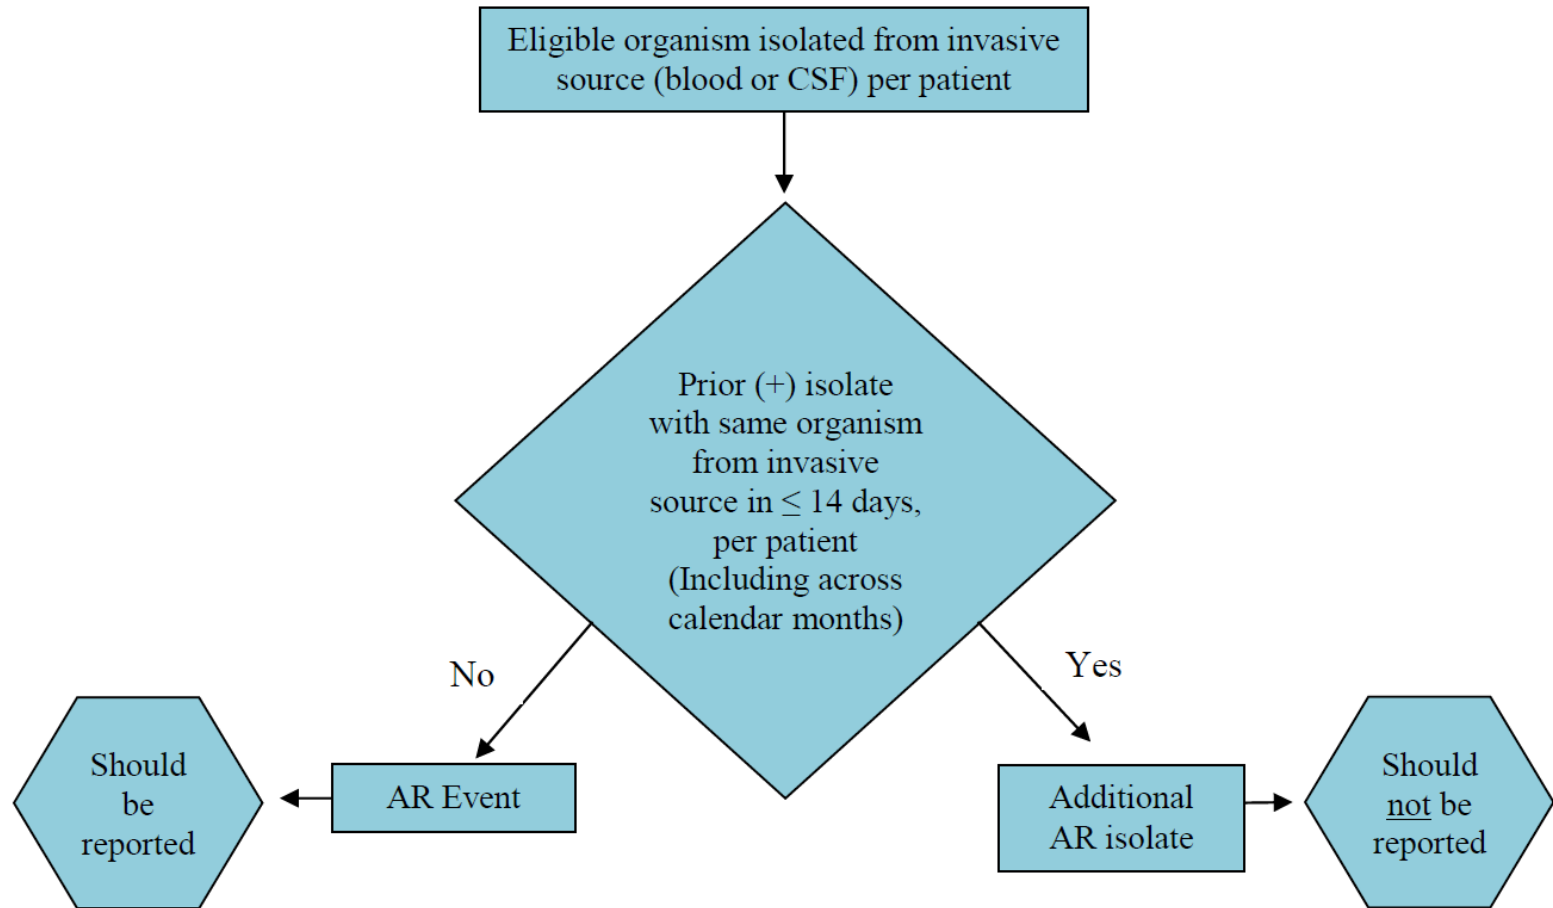 Eligible organism isolated from invasive
source (blood or CSF) per patient
Prior (+) isolate
with same organism
from invasive
source in ≤ 14 days,
per patient
(Including across
calendar months)
No
Yes
Should
be
reported
AR Event
Additional
AR isolate
Should
not be
reported